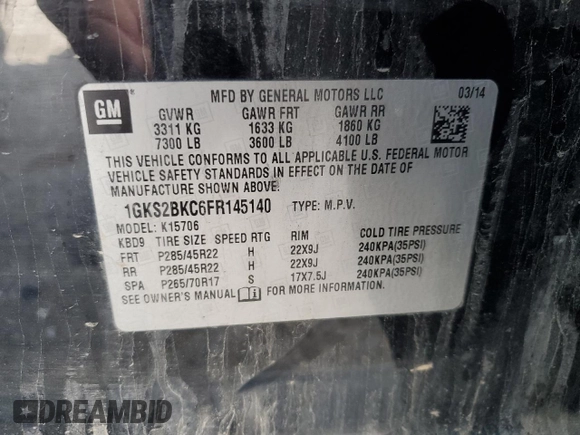 GM
MFD BY GENERAL MOTORS LLC
03/14
GVWR GAWR FRT GAWR RR
3311 KG 1633 KG 1860 KG
7300 LB 3600 LB 4100 LB
THIS VEHICLE CONFORMS TO ALL APPLICABLE U.S. FEDERAL MOTOR
VEHICLE SAFETY STANDARDS IN EFFECT ON THE DATE OF
MANUFACTURE SHOWN ABOVE.
1GKS2BKC6FR145140 TYPE: M.P.V.
MODEL: K15706
KBD9 TIRE SIZE SPEED RTG RIM COLD TIRE PRESSURE
FRT P285/45R22 H 22X9J 240KPA(35PSI)
RR P285/45R22 H 22X9J 240KPA(35PSI)
SPA P265/70R17 S 17X7.5J 240KPA(35PSI)
SEE OWNER'S MANUAL FOR MORE INFORMATION.
DREAMBID